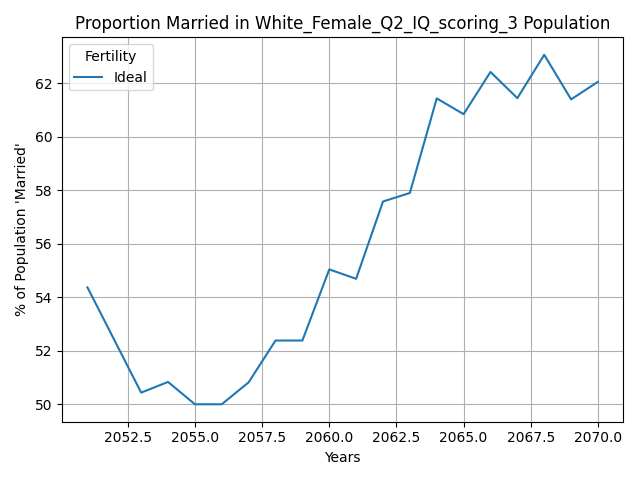 Proportion Married in White_Female_Q2_IQ_scoring_3 Population
Fertility
Ideal
% of Population 'Married'
62
60
58
56
54
52
50
2052.5 2055.0 2057.5 2060.0 2062.5 2065.0 2067.5 2070.0
Years